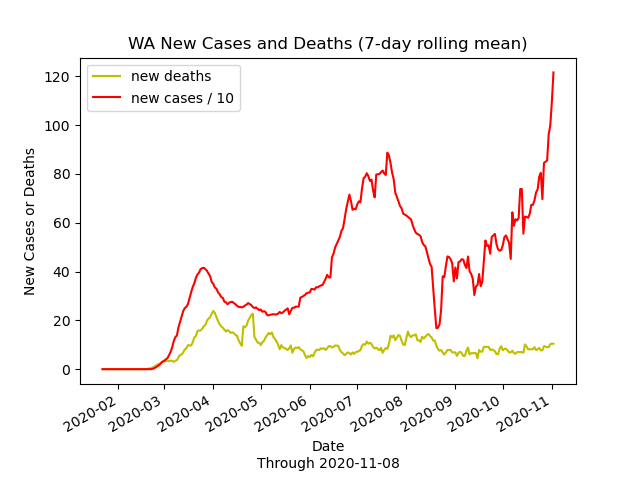 WA New Cases and Deaths (7-day rolling mean)
new deaths
new cases / 10
120
100
80
60
40
20
0
New Cases or Deaths
2020-02
2020-03
2020-04
2020-05
2020-06
2020-07
2020-08
2020-09
2020-10
2020-11
Date
Through 2020-11-08